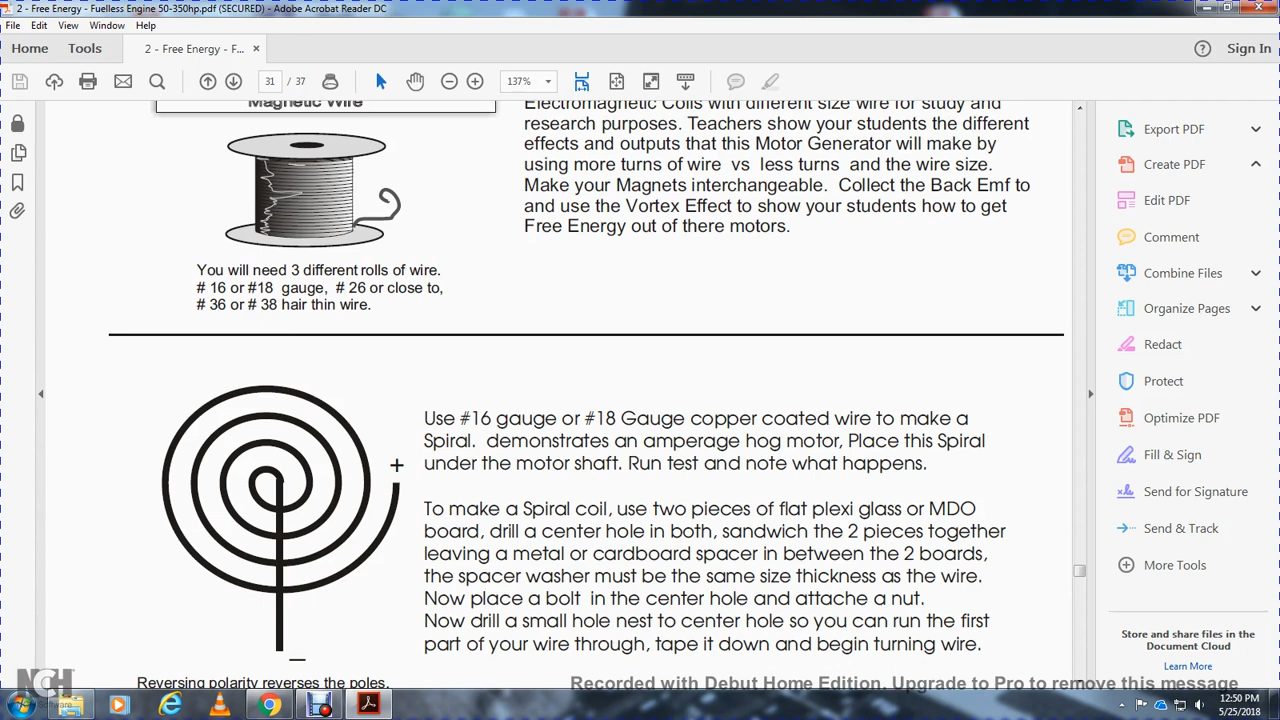 2 - Free Energy - Fuelless Engine 50-350hp.pdf (SECURED) - Adobe Acrobat Reader DC
File Edit View Window Help
Home Tools 2 - Free Energy - F... × ? Sign In
31 / 37 137%
Magnetic Wire
Electromagnetic Coils with different size wire for study and
research purposes. Teachers show your students the different
effects and outputs that this Motor Generator will make by
using more turns of wire vs less turns and the wire size.
Make your Magnets interchangeable. Collect the Back Emf to
and use the Vortex Effect to show your students how to get
Free Energy out of there motors.
You will need 3 different rolls of wire.
# 16 or #18 gauge, # 26 or close to,
# 36 or # 38 hair thin wire.
Use #16 gauge or #18 Gauge copper coated wire to make a
Spiral. demonstrates an amperage hog motor, Place this Spiral
under the motor shaft. Run test and note what happens.
+
To make a Spiral coil, use two pieces of flat plexi glass or MDO
board, drill a center hole in both, sandwich the 2 pieces together
leaving a metal or cardboard spacer in between the 2 boards,
the spacer washer must be the same size thickness as the wire.
Now place a bolt in the center hole and attache a nut.
Now drill a small hole nest to center hole so you can run the first
part of your wire through, tape it down and begin turning wire.
–
Reversing polarity reverses the poles.
Export PDF
Create PDF
Edit PDF
Comment
Combine Files
Organize Pages
Redact
Protect
Optimize PDF
Fill & Sign
Send for Signature
Send & Track
More Tools
Store and share files in the
Document Cloud
Learn More
Recorded with Debut Home Edition. Upgrade to Pro to remove this message
NCH
Software
12:50 PM
5/25/2018